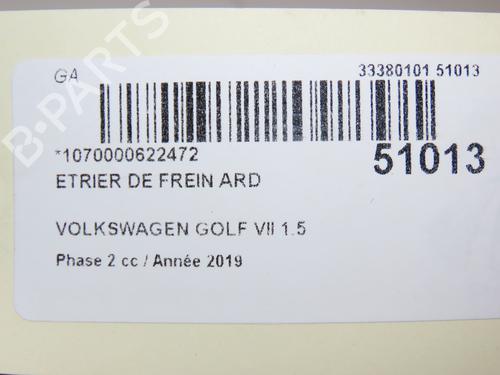 GA 33380101 51013
*1070000622472 51013
ETRIER DE FREIN ARD
VOLKSWAGEN GOLF VII 1.5
Phase 2 cc / Année 2019
B-PARTS